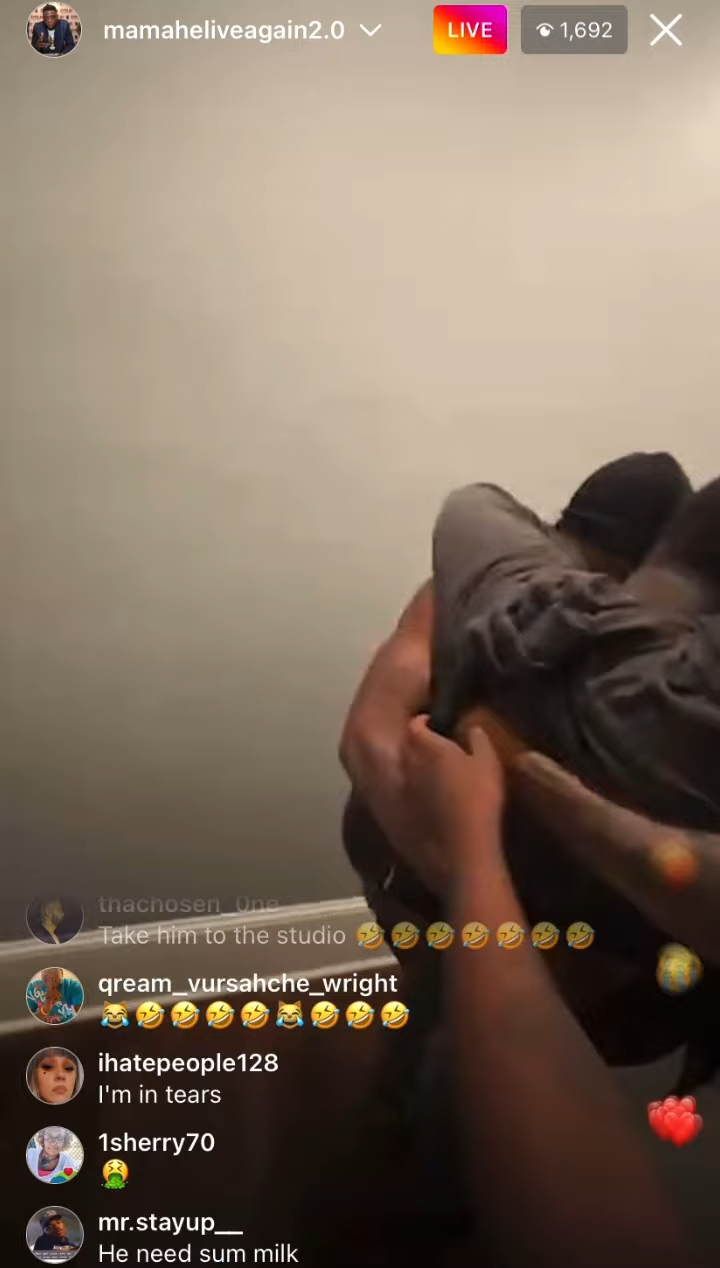 mamaheliveagain2.0
LIVE
1,692
thachosen_0ne
Take him to the studio 🤣🤣🤣🤣🤣🤣🤣
qream_vursahche_wright
😹🤣🤣🤣🤣😹🤣🤣🤣
ihatepeople128
I'm in tears
1sherry70
🤮
mr.stayup__
He need sum milk